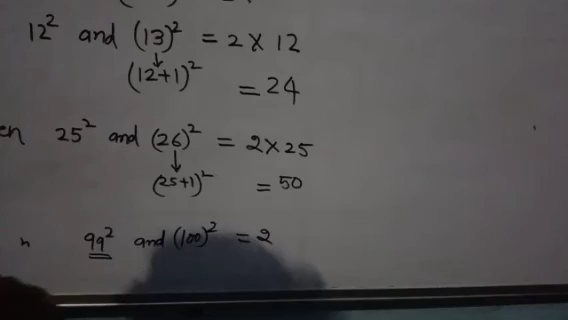 12² and (13)² = 2 × 12
(12+1)² = 24
25² and (26)² = 2×25
(25+1)² = 50
99² and (100)² = 2